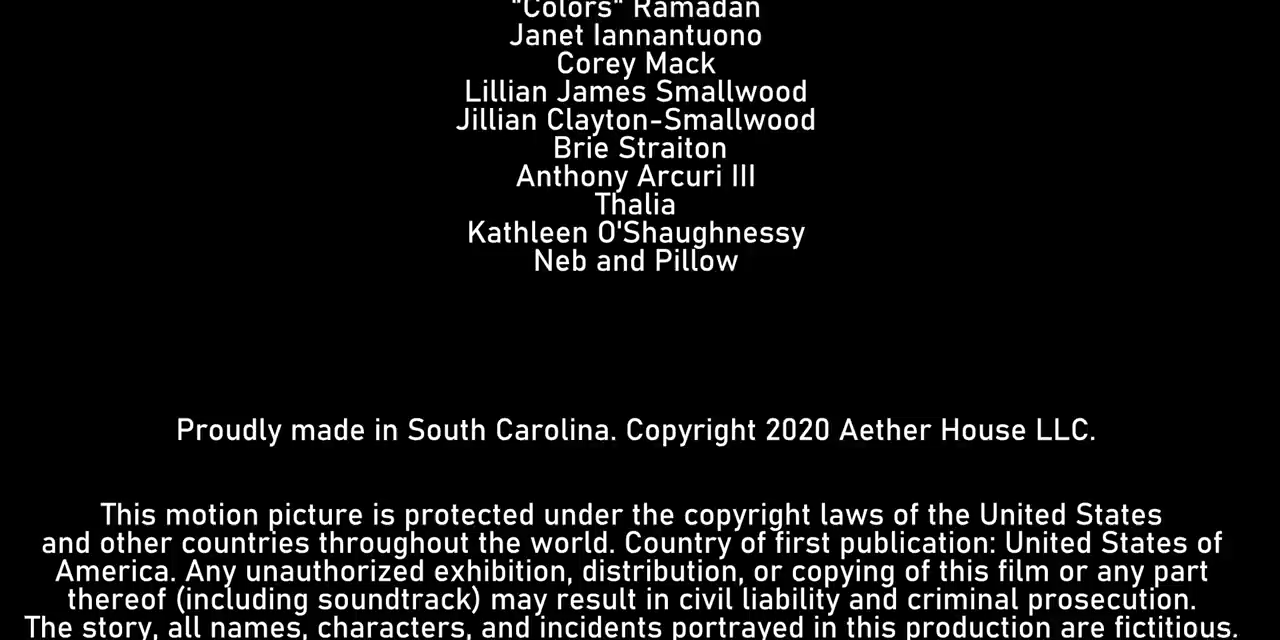 "Colors" Ramadan
Janet Iannantuono
Corey Mack
Lillian James Smallwood
Jillian Clayton-Smallwood
Brie Straiton
Anthony Arcuri III
Thalia
Kathleen O'Shaughnessy
Neb and Pillow
Proudly made in South Carolina. Copyright 2020 Aether House LLC.
This motion picture is protected under the copyright laws of the United States
and other countries throughout the world. Country of first publication: United States of
America. Any unauthorized exhibition, distribution, or copying of this film or any part
thereof (including soundtrack) may result in civil liability and criminal prosecution.
The story, all names, characters, and incidents portrayed in this production are fictitious.